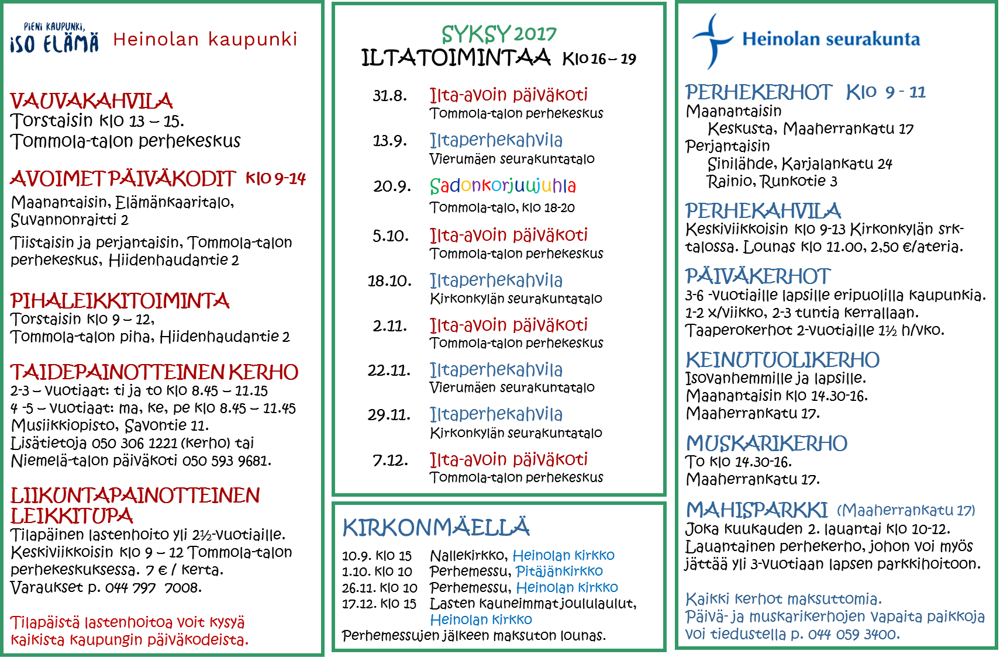 PIENI KAUPUNKI,
ISO ELÄMÄ
Heinolan kaupunki
VAUVAKAHVILA
Torstaisin klo 13 – 15.
Tommola-talon perhekeskus
AVOIMET PÄIVÄKODIT klo 9-14
Maanantaisin, Elämänkaaritalo,
Suvannonraitti 2
Tiistaisin ja perjantaisin, Tommola-talon
perhekeskus, Hiidenhaudantie 2
PIHALEIKKITOIMINTA
Torstaisin klo 9 – 12,
Tommola-talon piha, Hiidenhaudantie 2
TAIDEPAINOTTEINEN KERHO
2-3 – vuotiaat: ti ja to klo 8.45 – 11.15
4 -5 – vuotiaat: ma, ke, pe klo 8.45 – 11.45
Musiikkiopisto, Savontie 11.
Lisätietoja 050 306 1221 (kerho) tai
Niemelä-talon päiväkoti 050 593 9681.
LIIKUNTAPAINOTTEINEN
LEIKKITUPA
Tilapäinen lastenhoito yli 2½-vuotiaille.
Keskiviikkoisin klo 9 – 12 Tommola-talon
perhekeskuksessa. 7 € / kerta.
Varaukset p. 044 797 7008.
Tilapäistä lastenhoitoa voit kysyä
kaikista kaupungin päiväkodeista.
SYKSY 2017
ILTATOIMINTAA Klo 16 – 19
31.8. Ilta-avoin päiväkoti
Tommola-talon perhekeskus
13.9. Iltaperhekahvila
Vierumäen seurakuntatalo
20.9. Sadonkorjuujuhla
Tommola-talo, klo 18-20
5.10. Ilta-avoin päiväkoti
Tommola-talon perhekeskus
18.10. Iltaperhekahvila
Kirkonkylän seurakuntatalo
2.11. Ilta-avoin päiväkoti
Tommola-talon perhekeskus
22.11. Iltaperhekahvila
Vierumäen seurakuntatalo
29.11. Iltaperhekahvila
Kirkonkylän seurakuntatalo
7.12. Ilta-avoin päiväkoti
Tommola-talon perhekeskus
KIRKONMÄELLÄ
10.9. klo 15 Nallekirkko, Heinolan kirkko
1.10. klo 10 Perhemessu, Pitäjänkirkko
26.11. klo 10 Perhemessu, Heinolan kirkko
17.12. klo 15 Lasten kauneimmat joululaulut,
Heinolan kirkko
Perhemessujen jälkeen maksuton lounas.
Heinolan seurakunta
PERHEKERHOT Klo 9 - 11
Maanantaisin
Keskusta, Maaherrankatu 17
Perjantaisin
Sinilähde, Karjalankatu 24
Rainio, Runkotie 3
PERHEKAHVILA
Keskiviikkoisin klo 9-13 Kirkonkylän srk-
talossa. Lounas klo 11.00, 2,50 €/ateria.
PÄIVÄKERHOT
3-6 -vuotiaille lapsille eripuolilla kaupunkia.
1-2 x/viikko, 2-3 tuntia kerrallaan.
Taaperokerhot 2-vuotiaille 1½ h/vko.
KEINUTUOLIKERHO
Isovanhemmille ja lapsille.
Maanantaisin klo 14.30-16.
Maaherrankatu 17.
MUSKARIKERHO
To klo 14.30-16.
Maaherrankatu 17.
MAHISPARKKI (Maaherrankatu 17)
Joka kuukauden 2. lauantai klo 10-12.
Lauantainen perhekerho, johon voi myös
jättää yli 3-vuotiaan lapsen parkkihoitoon.
Kaikki kerhot maksuttomia.
Päivä- ja muskarikerhojen vapaita paikkoja
voi tiedustella p. 044 059 3400.